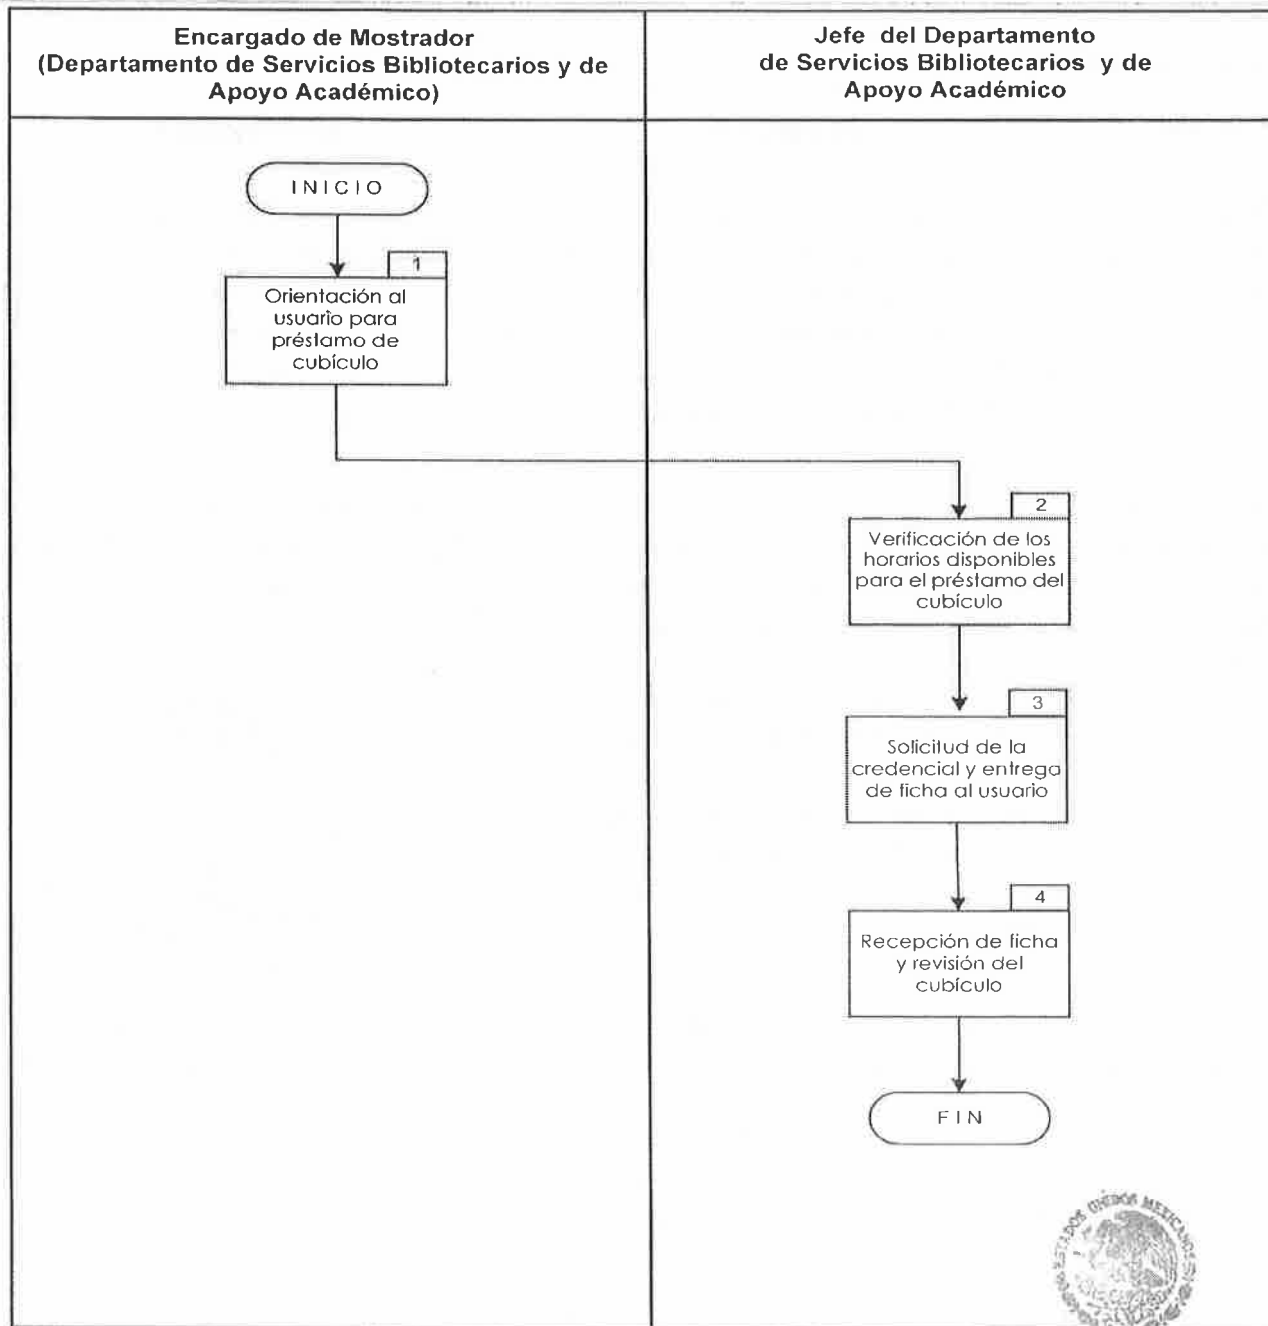 Encargado de Mostrador
(Departamento de Servicios Bibliotecarios y de
Apoyo Académico)
Jefe del Departamento
de Servicios Bibliotecarios y de
Apoyo Académico
INICIO
1
Orientación al
usuario para
préstamo de
cubículo
2
Verificación de los
horarios disponibles
para el préstamo del
cubículo
3
Solicitud de la
credencial y entrega
de ficha al usuario
4
Recepción de ficha
y revisión del
cubículo
FIN
ESTADOS UNIDOS MEXICANOS